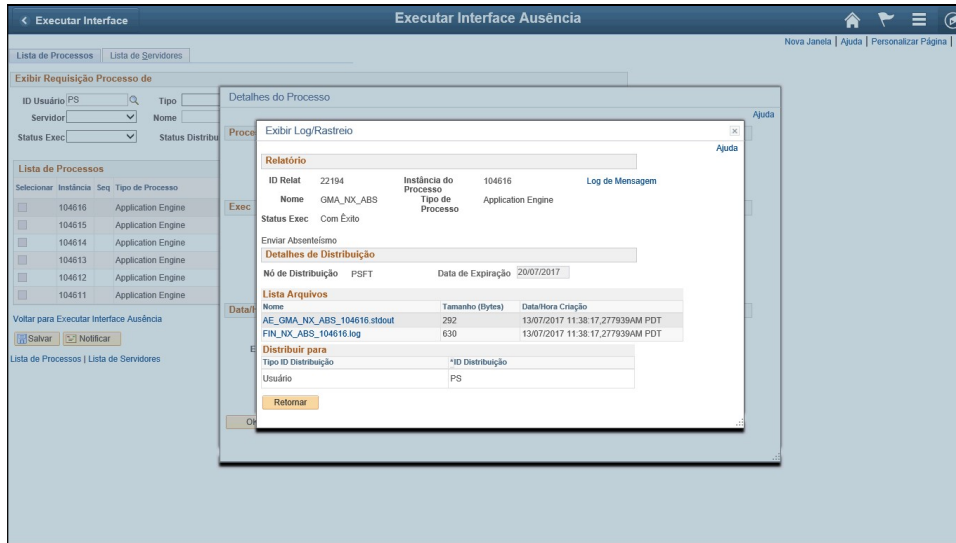 Executar Interface
Executar Interface Ausência
Nova Janela | Ajuda | Personalizar Página |
Lista de Processos
Lista de Servidores
Exibir Requisição Processo de
ID Usuário PS Tipo
Servidor Nome
Status Exec Status Distribu
Lista de Processos
Selecionar Instância Seq Tipo de Processo
104616 Application Engine
104615 Application Engine
104614 Application Engine
104613 Application Engine
104612 Application Engine
104611 Application Engine
Voltar para Executar Interface Ausência
Salvar Notificar
Lista de Processos | Lista de Servidores
Detalhes do Processo
Ajuda
Proce
Exec
Data/H
E
OK
Exibir Log/Rastreio
x
Ajuda
Relatório
ID Relat 22194 Instância do Processo 104616 Log de Mensagem
Nome GMA_NX_ABS Tipo de Processo Application Engine
Status Exec Com Êxito
Enviar Absenteísmo
Detalhes de Distribuição
Nó de Distribuição PSFT Data de Expiração 20/07/2017
Lista Arquivos
Nome Tamanho (Bytes) Data/Hora Criação
AE_GMA_NX_ABS_104616.stdout 292 13/07/2017 11:38:17,277939AM PDT
FIN_NX_ABS_104616.log 630 13/07/2017 11:38:17,277939AM PDT
Distribuir para
Tipo ID Distribuição *ID Distribuição
Usuário PS
Retornar